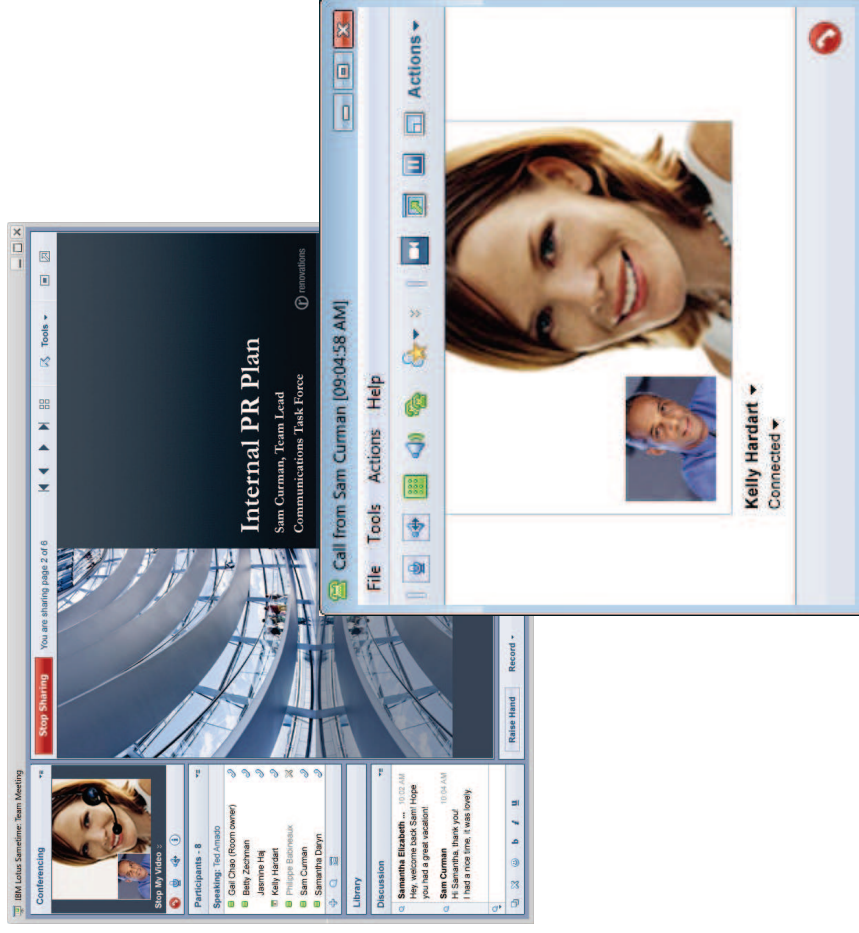 IBM Lotus Sametime: Team Meeting
Conferencing
Stop My Video
Participants - 8
Speaking: Ted Amado
Gail Chao (Room owner)
Betty Zechman
Jasmine Haj
Kelly Hardart
Philippe Babineaux
Sam Curman
Samantha Daryn
Library
Discussion
Samantha Elizabeth ... 10:02 AM
Hey, welcome back Sam! Hope
you had a great vacation!
Sam Curman 10:04 AM
Hi Samantha, thank you!
I had a nice time, it was lovely.
b i u
Stop Sharing You are sharing page 2 of 6 Tools
Internal PR Plan
Sam Curman, Team Lead
Communications Task Force
r renovations
Raise Hand Record
Call from Sam Curman [09:04:58 AM]
File Tools Actions Help
Actions
Kelly Hardart
Connected